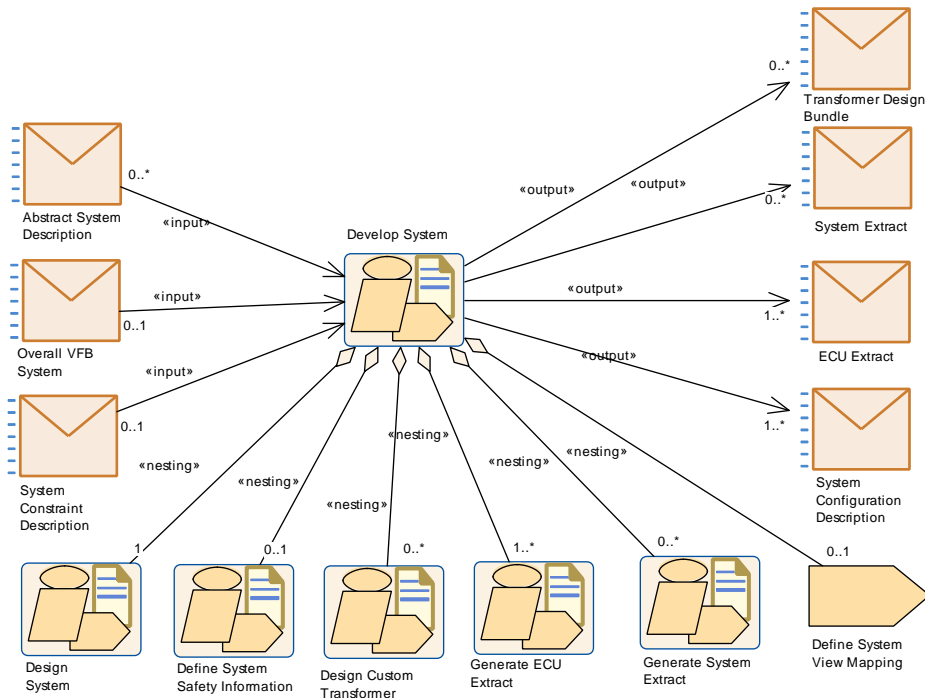 0..*
Transformer Design
Bundle
0..*
«output»
«output»
0..*
System Extract
Abstract System
Description
«input»
Develop System
«input»
0..1
Overall VFB
System
«output»
1..*
ECU Extract
«input»
0..1
«output»
1..*
System
Constraint
Description
System
Configuration
Description
«nesting»
«nesting»
«nesting»
«nesting»
«nesting»
«nesting»
1
0..1
0..*
1..*
0..*
0..1
Design
System
Define System
Safety Information
Design Custom
Transformer
Generate ECU
Extract
Generate System
Extract
Define System
View Mapping